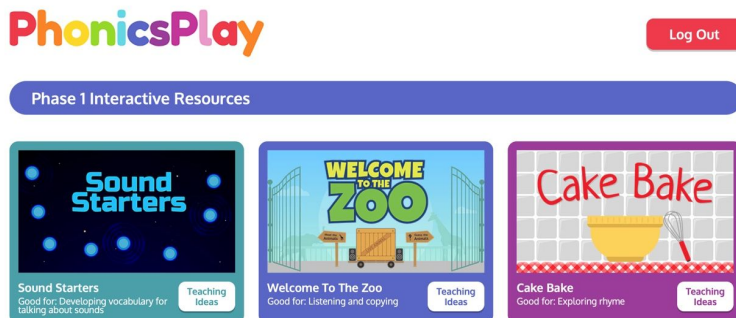 PhonicsPlay
Log Out
Phase 1 Interactive Resources
Sound
Starters
WELCOME
TO THE
ZOO
Cake Bake
Sound Starters
Good for: Developing vocabulary for
talking about sounds
Teaching
Ideas
Welcome To The Zoo
Good for: Listening and copying
Teaching
Ideas
Cake Bake
Good for: Exploring rhyme
Teaching
Ideas